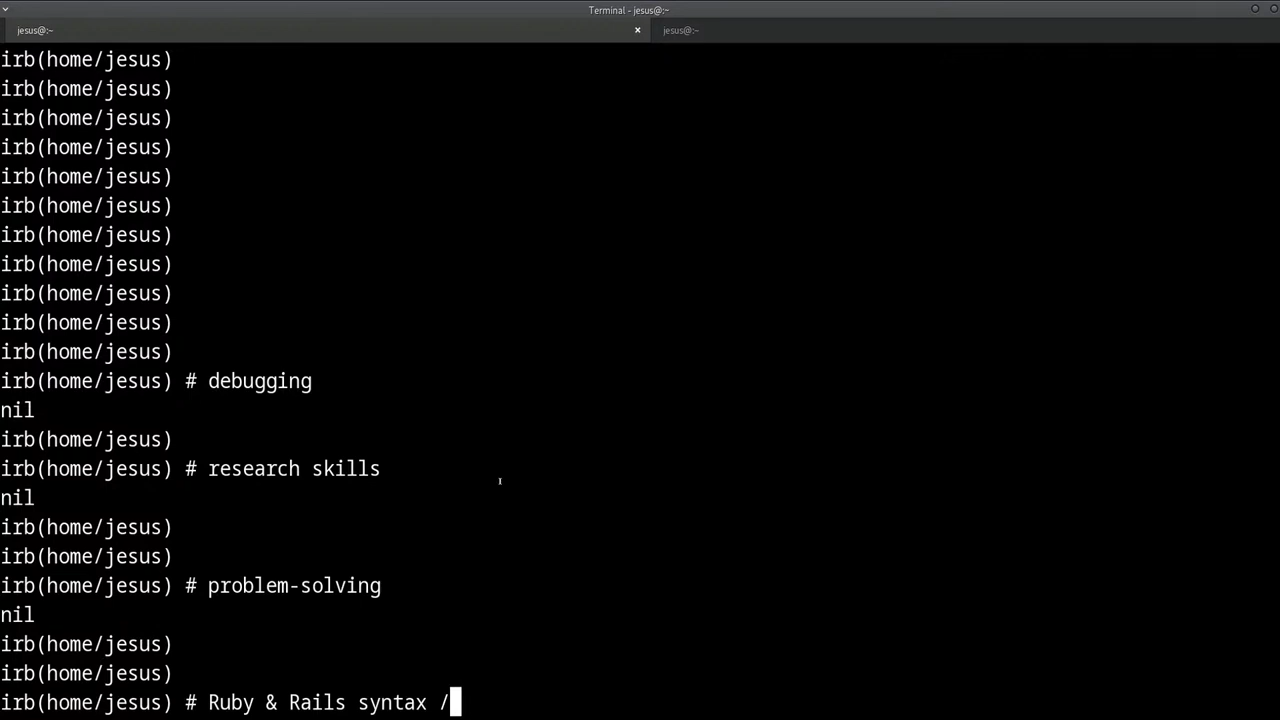 Terminal - jesus@:~
jesus@:~
jesus@:~
irb(home/jesus)
irb(home/jesus)
irb(home/jesus)
irb(home/jesus)
irb(home/jesus)
irb(home/jesus)
irb(home/jesus)
irb(home/jesus)
irb(home/jesus)
irb(home/jesus)
irb(home/jesus)
irb(home/jesus) # debugging
nil
irb(home/jesus)
irb(home/jesus) # research skills
nil
irb(home/jesus)
irb(home/jesus)
irb(home/jesus) # problem-solving
nil
irb(home/jesus)
irb(home/jesus)
irb(home/jesus) # Ruby & Rails syntax /